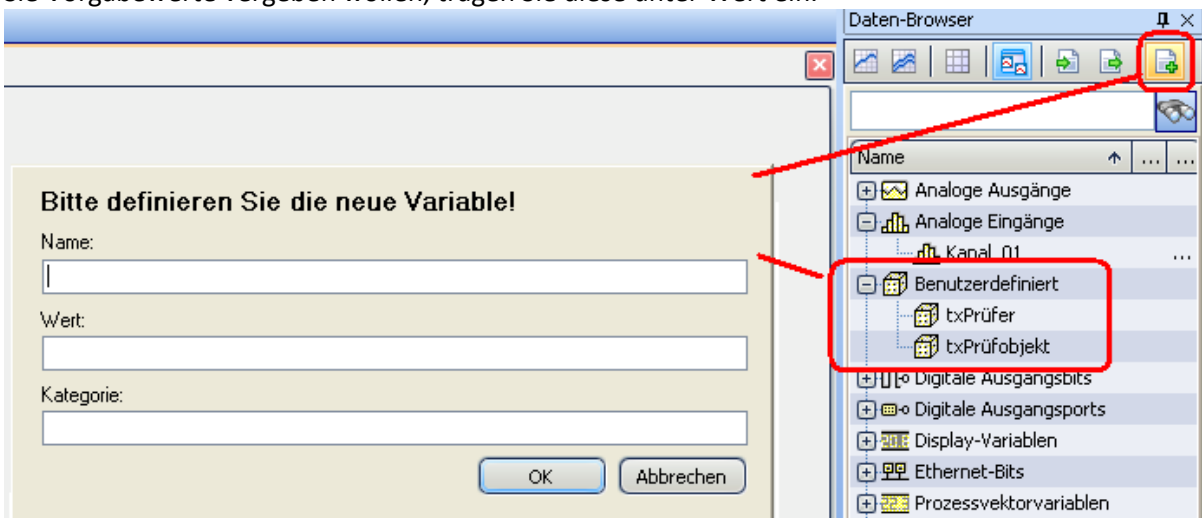 Sie Vorgabewerte vergeben wollen, tragen Sie diese unter Wert ein.
Daten-Browser
Name
... ...
Analoge Ausgänge
Analoge Eingänge
Kanal_01 ...
Benutzerdefiniert
txPrüfer
txPrüfobjekt
Digitale Ausgangsbits
Digitale Ausgangsports
Display-Variablen
Ethernet-Bits
Prozessvektorvariablen
Bitte definieren Sie die neue Variable!
Name:
Wert:
Kategorie:
OK
Abbrechen